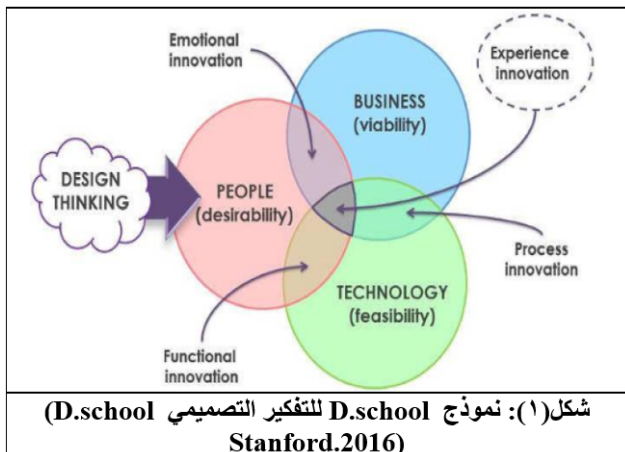 Emotional
innovation
Experience
innovation
BUSINESS
(viability)
DESIGN
THINKING
PEOPLE
(desirability)
Process
innovation
TECHNOLOGY
(feasibility)
Functional
innovation
شكل(١): نموذج D.school للتفكير التصميمي (D.school
Stanford.2016)